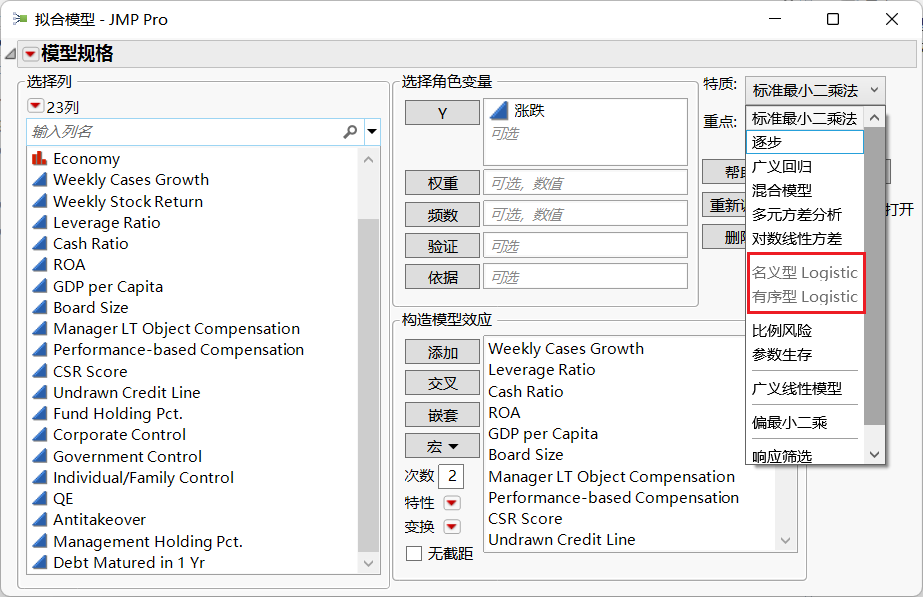 拟合模型 - JMP Pro
模型规格
选择列
23列
输入列名
Economy
Weekly Cases Growth
Weekly Stock Return
Leverage Ratio
Cash Ratio
ROA
GDP per Capita
Board Size
Manager LT Object Compensation
Performance-based Compensation
CSR Score
Undrawn Credit Line
Fund Holding Pct.
Corporate Control
Government Control
Individual/Family Control
QE
Antitakeover
Management Holding Pct.
Debt Matured in 1 Yr
选择角色变量
Y
涨跌
可选
权重
可选，数值
频数
可选，数值
验证
可选
依据
可选
构造模型效应
添加
交叉
嵌套
宏
次数 2
特性
变换
无截距
Weekly Cases Growth
Leverage Ratio
Cash Ratio
ROA
GDP per Capita
Board Size
Manager LT Object Compensation
Performance-based Compensation
CSR Score
Undrawn Credit Line
特质: 标准最小二乘法
重点:
标准最小二乘法
逐步
广义回归
混合模型
多元方差分析
对数线性方差
名义型 Logistic
有序型 Logistic
比例风险
参数生存
广义线性模型
偏最小二乘
响应筛选
重新
打开